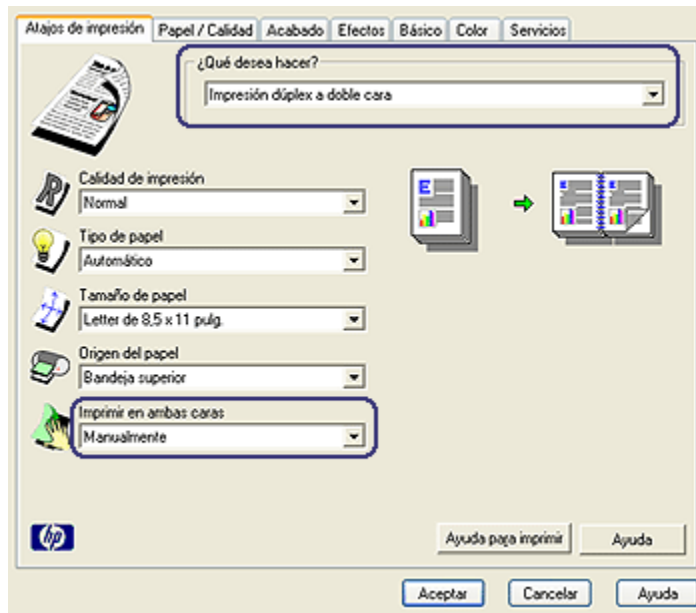 Atajos de impresión Papel / Calidad Acabado Efectos Básico Color Servicios
¿Qué desea hacer?
Impresión dúplex a doble cara
Calidad de impresión
Normal
Tipo de papel
Automático
Tamaño de papel
Letter de 8,5 x 11 pulg.
Origen del papel
Bandeja superior
Imprimir en ambas caras
Manualmente
hp
Ayuda para imprimir Ayuda
Aceptar Cancelar Ayuda